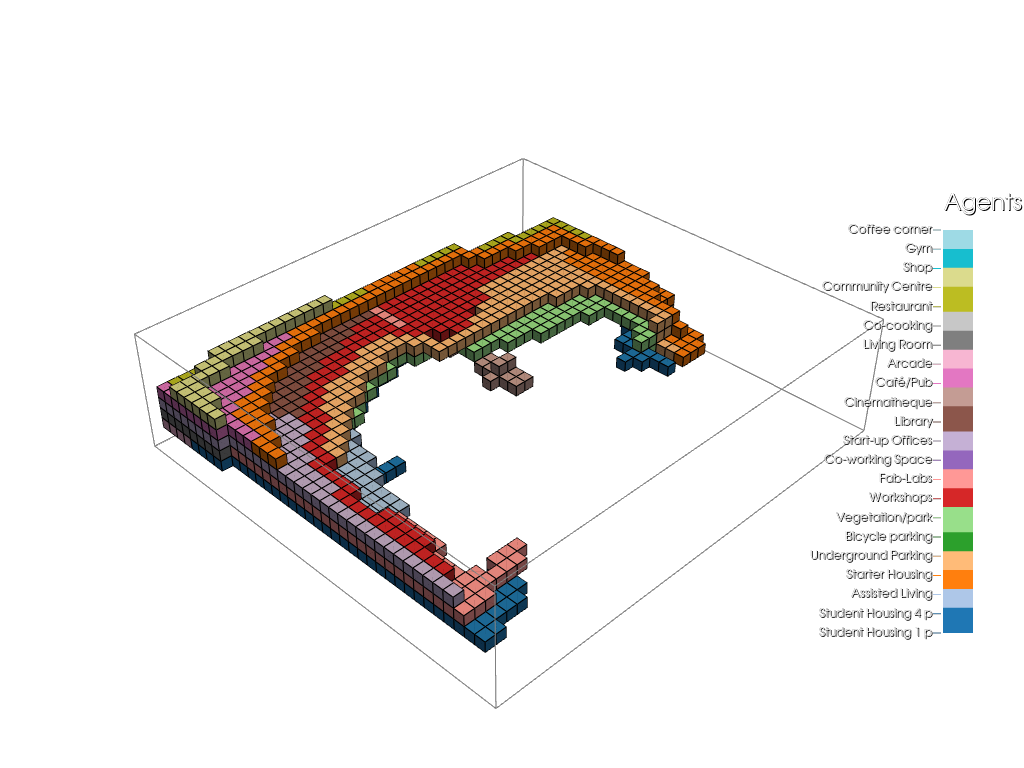 Agents
Coffee corner
Gym
Shop
Community Centre
Restaurant
Co-cooking
Living Room
Arcade
Café/Pub
Cinematheque
Library
Start-up Offices
Co-working Space
Fab-Labs
Workshops
Vegetation/park
Bicycle parking
Underground Parking
Starter Housing
Assisted Living
Student Housing 4 p
Student Housing 1 p